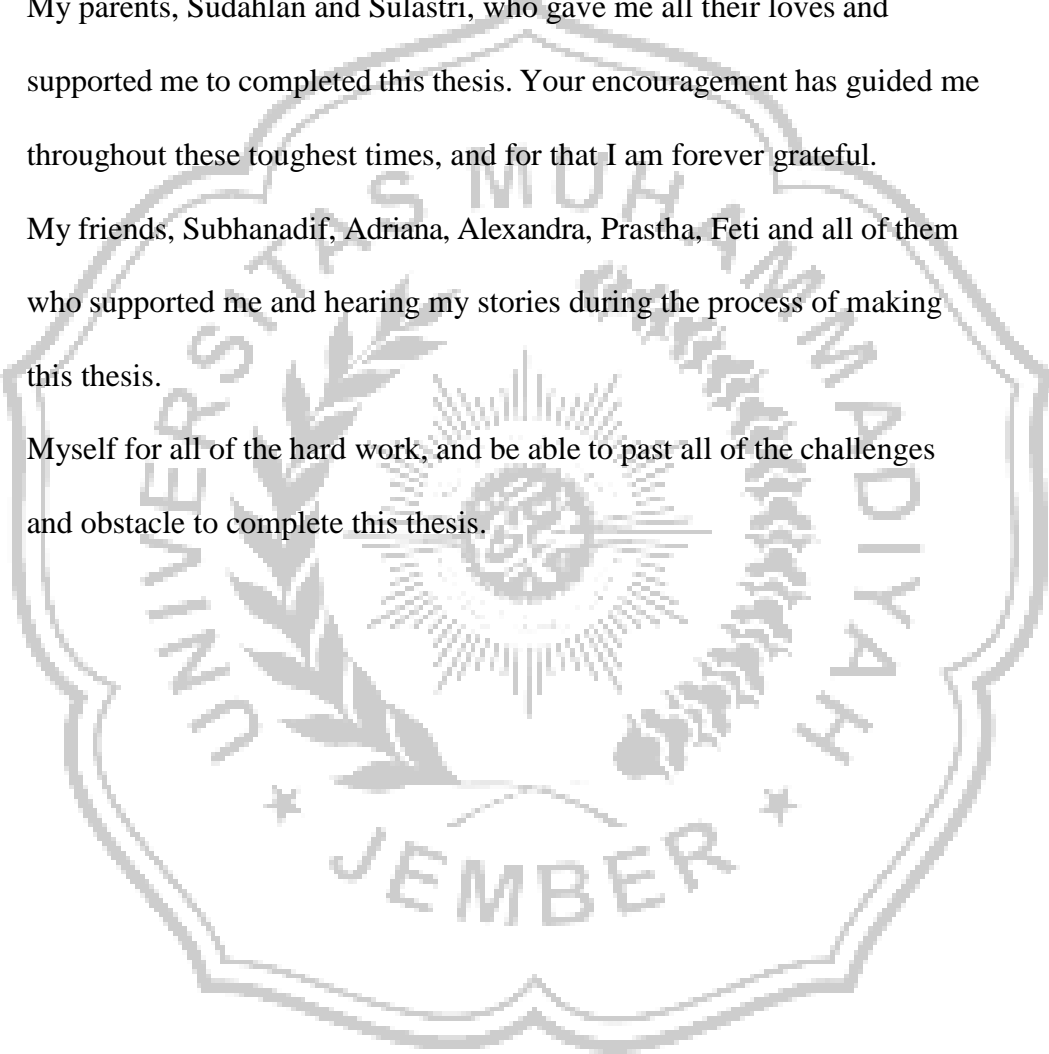 My parents, Sudahlan and Sulastri, who gave me all their loves and
supported me to completed this thesis. Your encouragement has guided me
throughout these toughest times, and for that I am forever grateful.
My friends, Subhanadif, Adriana, Alexandra, Prastha, Feti and all of them
who supported me and hearing my stories during the process of making
this thesis.
Myself for all of the hard work, and be able to past all of the challenges
and obstacle to complete this thesis.
UNIVERSITAS MUHAMMADIYAH
JEMBER